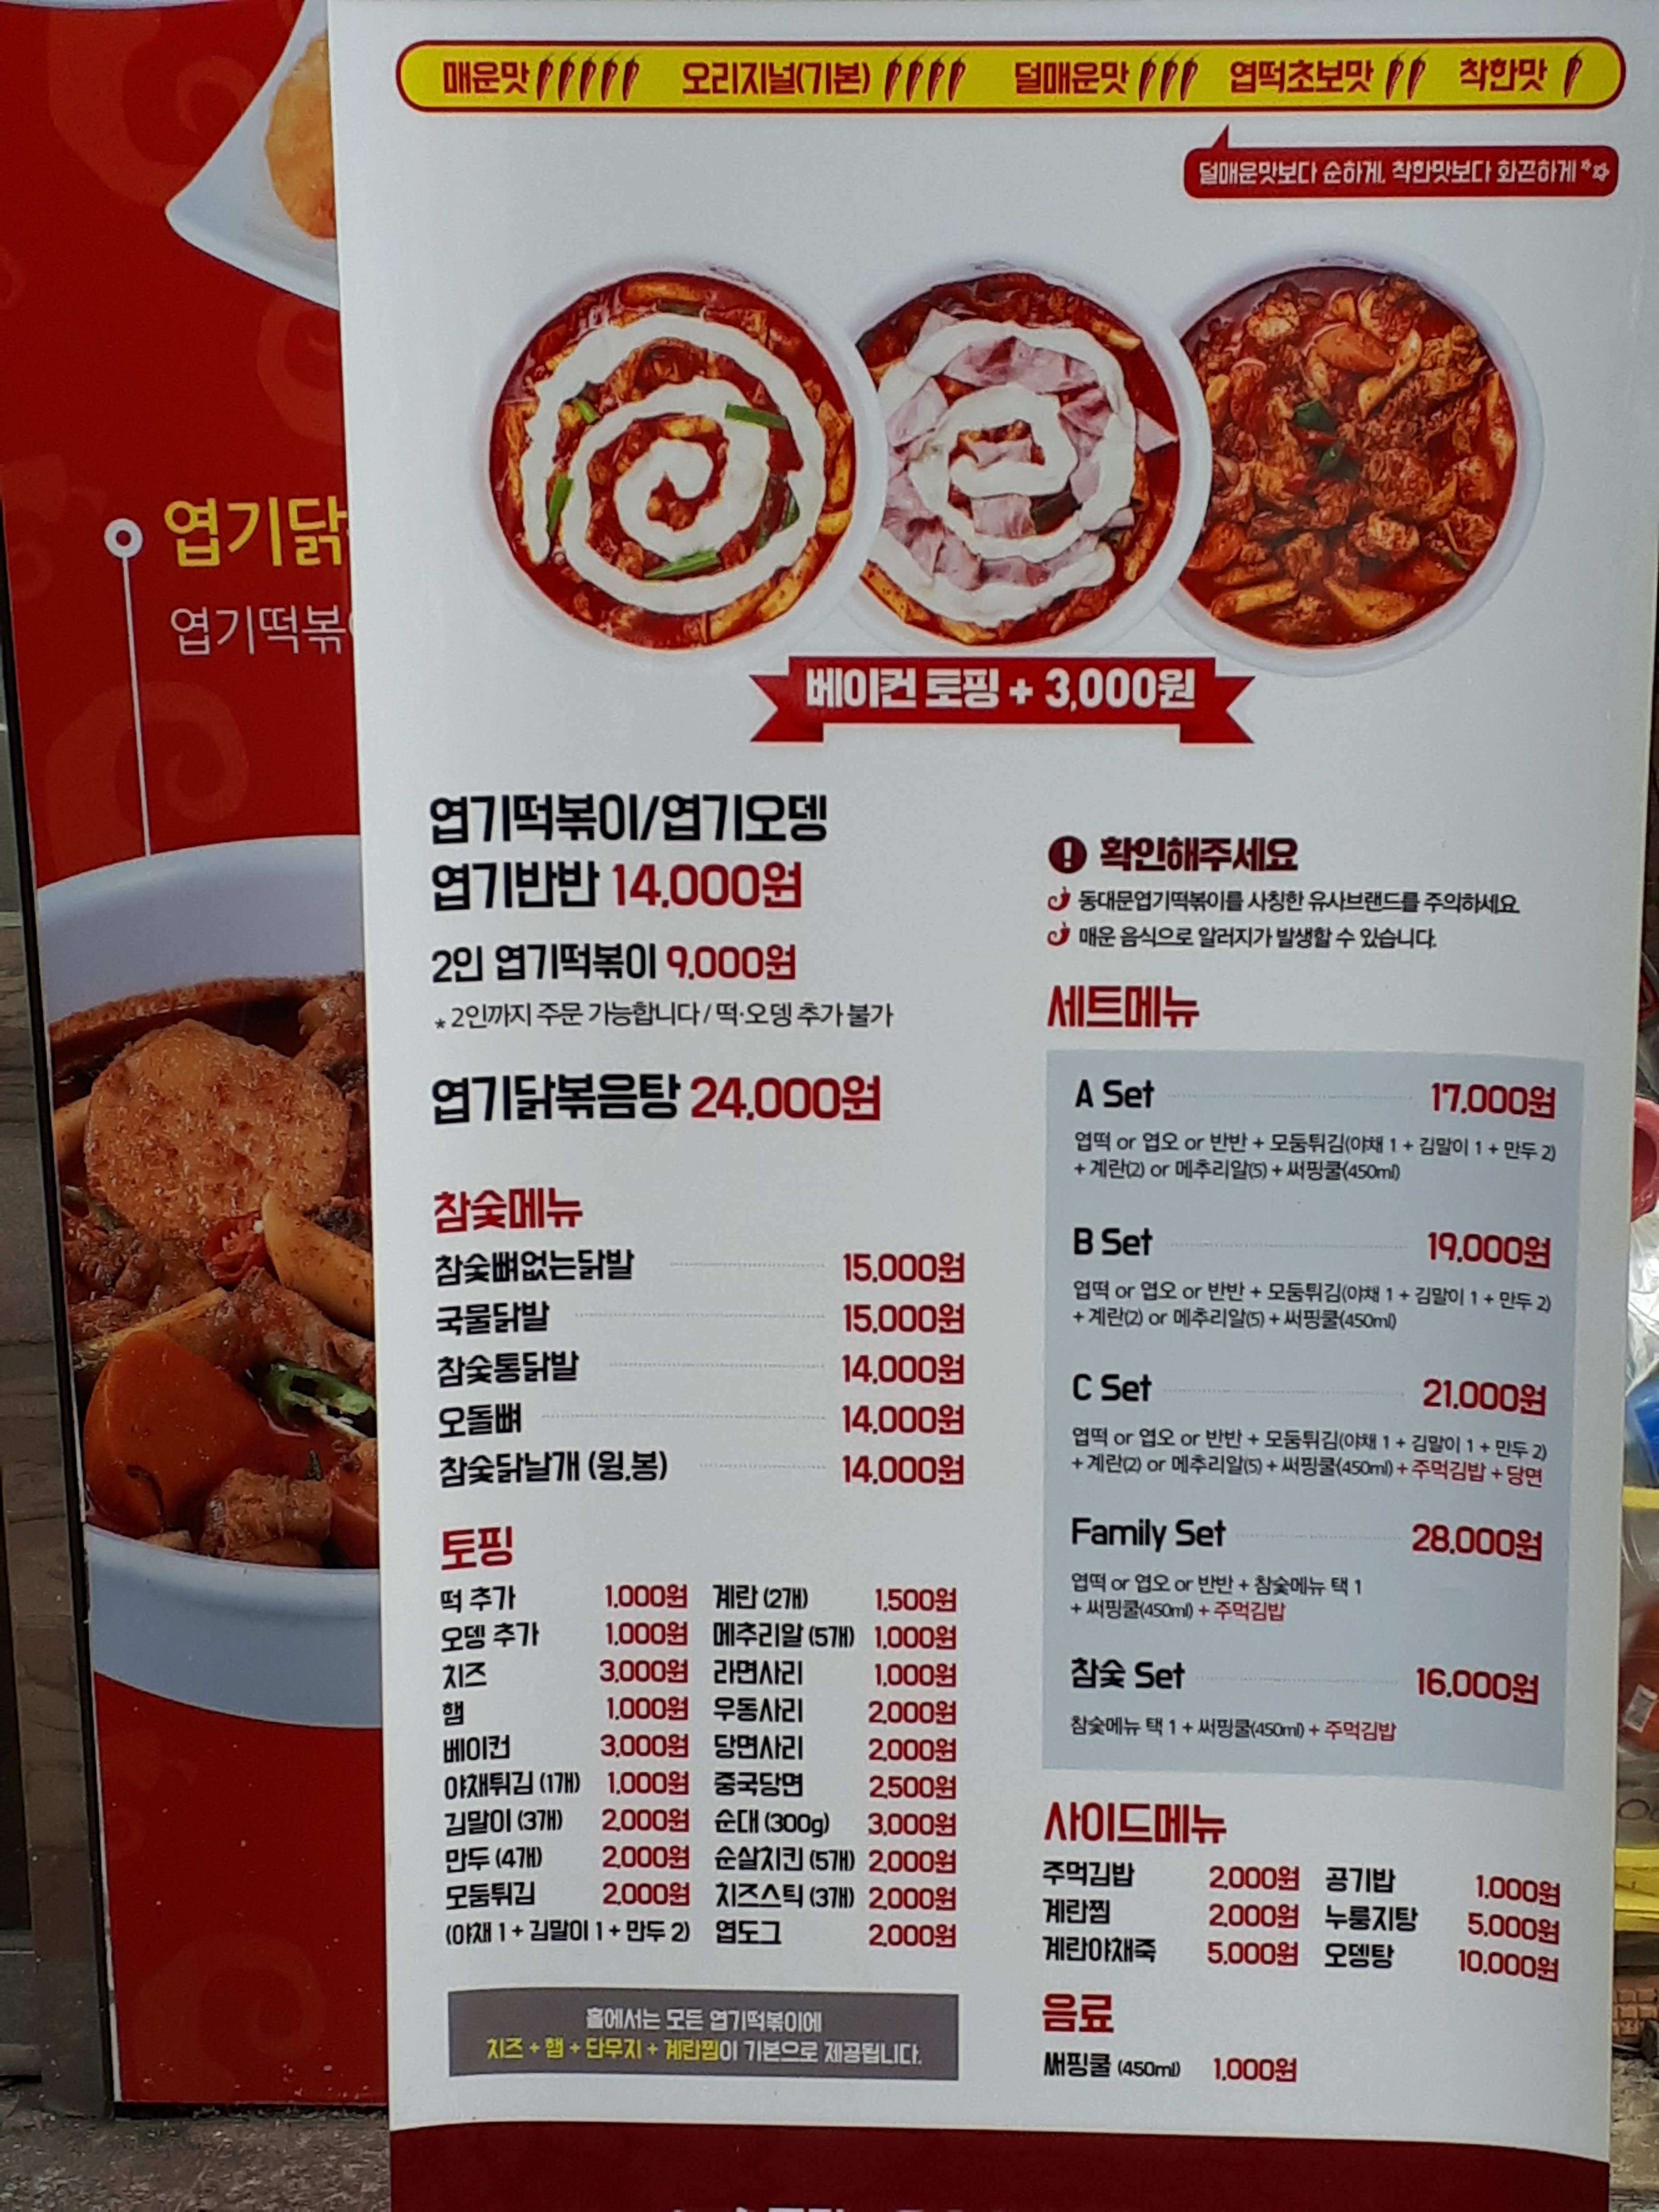 매운맛 오리지널(기본) 덜매운맛 엽떡초보맛 착한맛
덜매운맛보다 순하게, 착한맛보다 화끈하게
엽기닭
엽기떡볶
베이컨 토핑 + 3,000원
엽기떡볶이/엽기오뎅
엽기반반 14,000원
2인 엽기떡볶이 9,000원
* 2인까지 주문 가능합니다 / 떡·오뎅 추가 불가
엽기닭볶음탕 24,000원
참숯메뉴
참숯뼈없는닭발 15,000원
국물닭발 15,000원
참숯통닭발 14,000원
오돌뼈 14,000원
참숯닭날개 (윙,봉) 14,000원
토핑
떡 추가 1,000원 계란 (2개) 1,500원
오뎅 추가 1,000원 메추리알 (5개) 1,000원
치즈 3,000원 라면사리 1,000원
햄 1,000원 우동사리 2,000원
베이컨 3,000원 당면사리 2,000원
야채튀김 (1개) 1,000원 중국당면 2,500원
김말이 (3개) 2,000원 순대 (300g) 3,000원
만두 (4개) 2,000원 순살치킨 (5개) 2,000원
모둠튀김 2,000원 치즈스틱 (3개) 2,000원
(야채 1 + 김말이 1 + 만두 2) 엽도그 2,000원
홀에서는 모든 엽기떡볶이에
치즈 + 햄 + 단무지 + 계란찜이 기본으로 제공됩니다.
확인해주세요
동대문엽기떡볶이를 사칭한 유사브랜드를 주의하세요.
매운 음식으로 알러지가 발생할 수 있습니다.
세트메뉴
A Set 17,000원
엽떡 or 엽오 or 반반 + 모둠튀김(야채 1 + 김말이 1 + 만두 2)
+ 계란(2) or 메추리알(5) + 써핑쿨(450ml)
B Set 19,000원
엽떡 or 엽오 or 반반 + 모둠튀김(야채 1 + 김말이 1 + 만두 2)
+ 계란(2) or 메추리알(5) + 써핑쿨(450ml)
C Set 21,000원
엽떡 or 엽오 or 반반 + 모둠튀김(야채 1 + 김말이 1 + 만두 2)
+ 계란(2) or 메추리알(5) + 써핑쿨(450ml) + 주먹김밥 + 당면
Family Set 28,000원
엽떡 or 엽오 or 반반 + 참숯메뉴 택 1
+ 써핑쿨(450ml) + 주먹김밥
참숯 Set 16,000원
참숯메뉴 택 1 + 써핑쿨(450ml) + 주먹김밥
사이드메뉴
주먹김밥 2,000원 공기밥 1,000원
계란찜 2,000원 누룽지탕 5,000원
계란야채죽 5,000원 오뎅탕 10,000원
음료
써핑쿨 (450ml) 1,000원